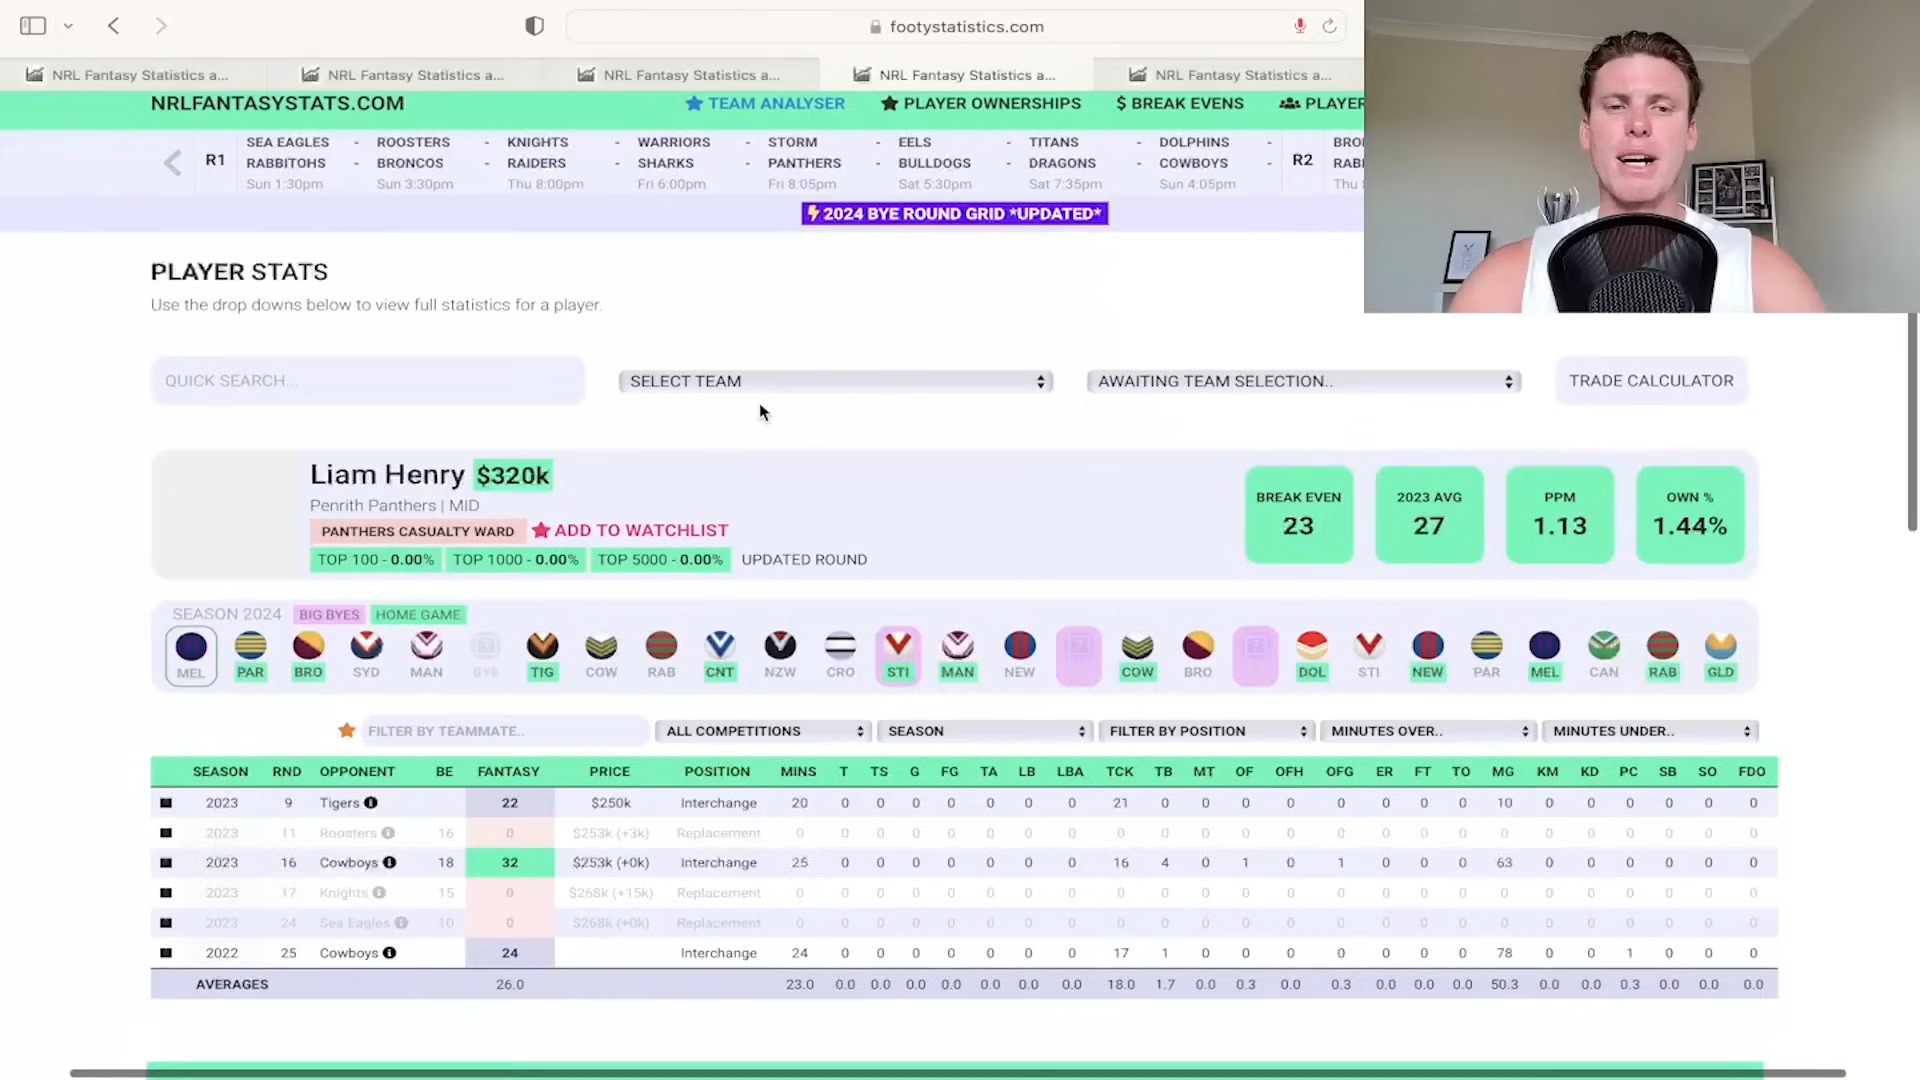 footystatistics.com
NRL Fantasy Statistics a... NRL Fantasy Statistics a... NRL Fantasy Statistics a... NRL Fantasy Statistics a... NRL Fantasy Statistics a...
NRLFANTASYSTATS.COM TEAM ANALYSER PLAYER OWNERSHIPS $ BREAK EVENS PLAYER
SEA EAGLES - ROOSTERS - KNIGHTS - WARRIORS - STORM - EELS - TITANS - DOLPHINS - BRO
R1 R2
RABBITOHS - BRONCOS - RAIDERS - SHARKS - PANTHERS - BULLDOGS - DRAGONS - COWBOYS - RAB
Sun 1:30pm Sun 3:30pm Thu 8:00pm Fri 6:00pm Fri 8:05pm Sat 5:30pm Sat 7:35pm Sun 4:05pm Thu
2024 BYE ROUND GRID *UPDATED*
PLAYER STATS
Use the drop downs below to view full statistics for a player.
QUICK SEARCH... SELECT TEAM AWAITING TEAM SELECTION.. TRADE CALCULATOR
Liam Henry $320k
Penrith Panthers | MID
PANTHERS CASUALTY WARD ADD TO WATCHLIST
TOP 100 - 0.00% TOP 1000 - 0.00% TOP 5000 - 0.00% UPDATED ROUND
BREAK EVEN 2023 AVG PPM OWN %
23 27 1.13 1.44%
SEASON 2024 BIG BYES HOME GAME
MEL PAR BRO SYD MAN BYE TIG COW RAB CNT NZW CRO STI MAN NEW COW BRO DOL STI NEW PAR MEL CAN RAB GLD
FILTER BY TEAMMATE.. ALL COMPETITIONS SEASON FILTER BY POSITION MINUTES OVER.. MINUTES UNDER..
SEASON RND OPPONENT BE FANTASY PRICE POSITION MINS T TS G FG TA LB LBA TCK TB MT OF OFH OFG ER FT TO MG KM KD PC SB SO FDO
2023 9 Tigers 22 $250k Interchange 20 0 0 0 0 0 0 0 21 0 0 0 0 0 0 0 0 10 0 0 0 0 0 0
2023 11 Roosters 16 0 $253k (+3k) Replacement 0 0 0 0 0 0 0 0 0 0 0 0 0 0 0 0 0 0 0 0 0 0 0 0
2023 16 Cowboys 18 32 $253k (+0k) Interchange 25 0 0 0 0 0 0 0 16 4 0 1 0 1 0 0 0 63 0 0 0 0 0 0
2023 17 Knights 15 0 $268k (+15k) Replacement 0 0 0 0 0 0 0 0 0 0 0 0 0 0 0 0 0 0 0 0 0 0 0 0
2023 24 Sea Eagles 10 0 $268k (+0k) Replacement 0 0 0 0 0 0 0 0 0 0 0 0 0 0 0 0 0 0 0 0 0 0 0 0
2022 25 Cowboys 24 Interchange 24 0 0 0 0 0 0 0 17 1 0 0 0 0 0 0 0 78 0 0 1 0 0 0
AVERAGES 26.0 23.0 0.0 0.0 0.0 0.0 0.0 0.0 0.0 18.0 1.7 0.0 0.3 0.0 0.3 0.0 0.0 0.0 50.3 0.0 0.0 0.3 0.0 0.0 0.0